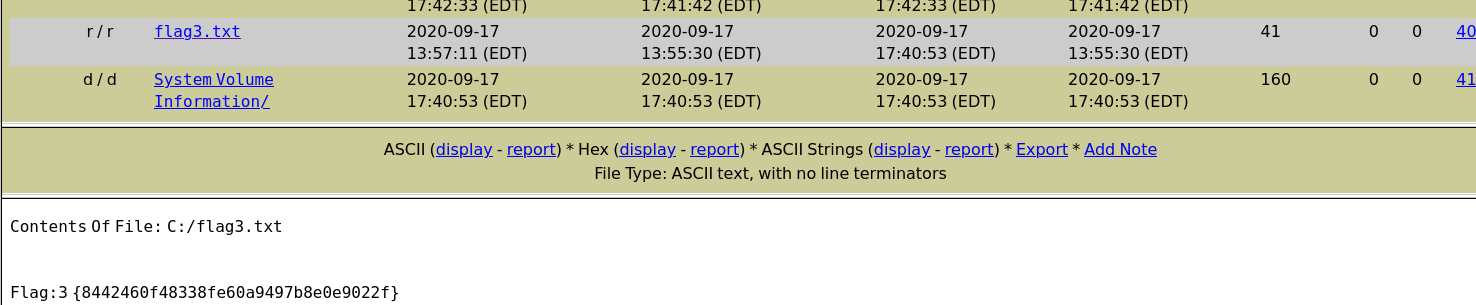 17:42:33 (EDT) 17:41:42 (EDT) 17:42:33 (EDT) 17:41:42 (EDT)
r / r flag3.txt 2020-09-17 2020-09-17 2020-09-17 2020-09-17 41 0 0 40
13:57:11 (EDT) 13:55:30 (EDT) 17:40:53 (EDT) 13:55:30 (EDT)
d / d System Volume 2020-09-17 2020-09-17 2020-09-17 2020-09-17 160 0 0 41
Information/ 17:40:53 (EDT) 17:40:53 (EDT) 17:40:53 (EDT) 17:40:53 (EDT)
ASCII (display - report) * Hex (display - report) * ASCII Strings (display - report) * Export * Add Note
File Type: ASCII text, with no line terminators
Contents Of File: C:/flag3.txt
Flag:3 {8442460f48338fe60a9497b8e0e9022f}